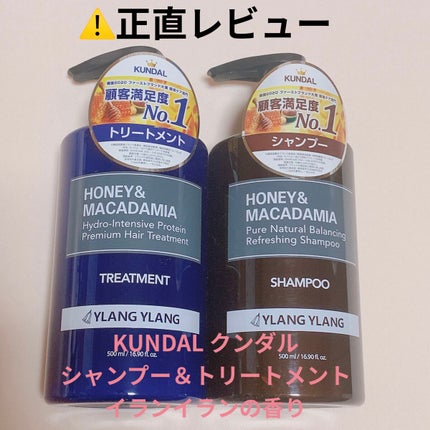 ⚠️正直レビュー
KUNDAL
顧客満足度
No.1
トリートメント
HONEY&
MACADAMIA
Hydro-Intensive Protein
Premium Hair Treatment
TREATMENT
YLANG YLANG
500 ml / 16.90 fl. oz.
KUNDAL
顧客満足度
No.1
シャンプー
HONEY&
MACADAMIA
Pure Natural Balancing
Refreshing Shampoo
SHAMPOO
YLANG YLANG
500 ml / 16.90 fl. oz.
KUNDAL クンダル
シャンプー＆トリートメント
イランイランの香り